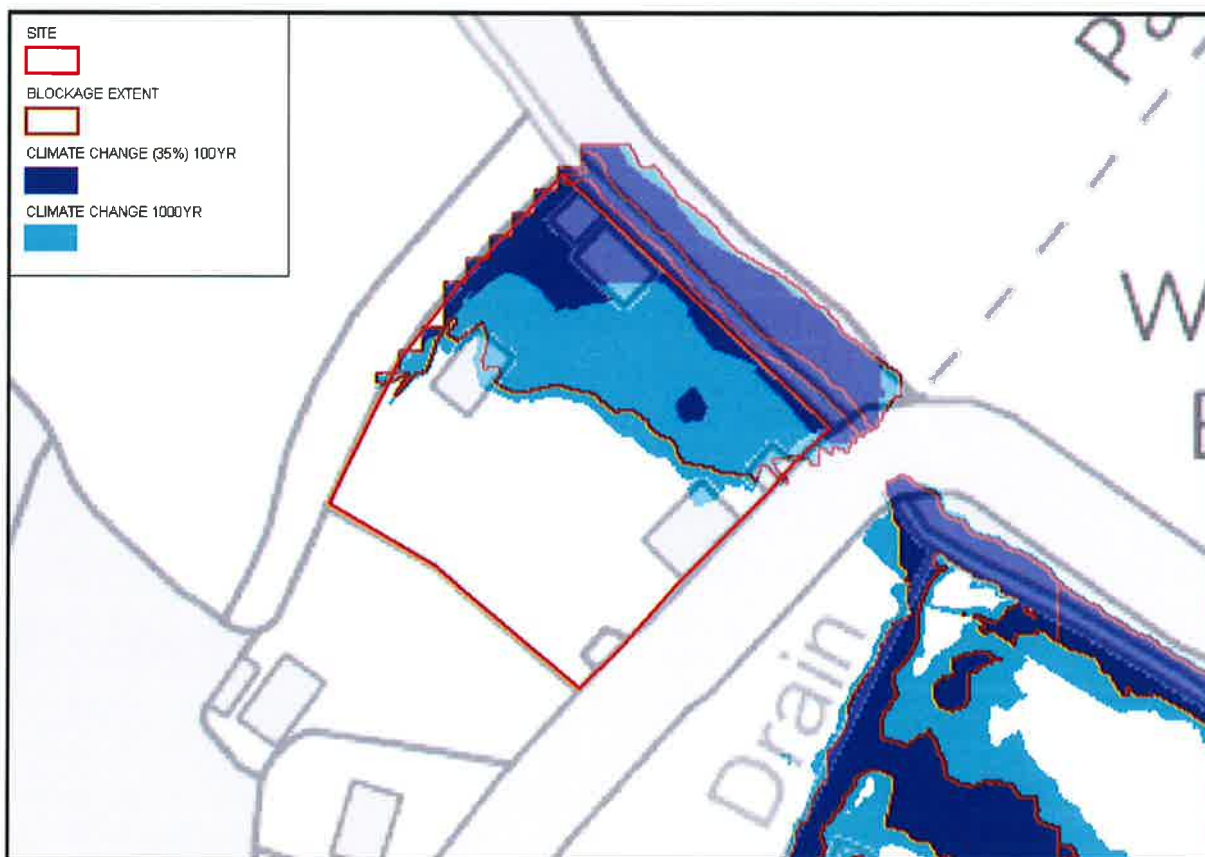 SITE
BLOCKAGE EXTENT
CLIMATE CHANGE (35%) 100YR
CLIMATE CHANGE 1000YR
Drain